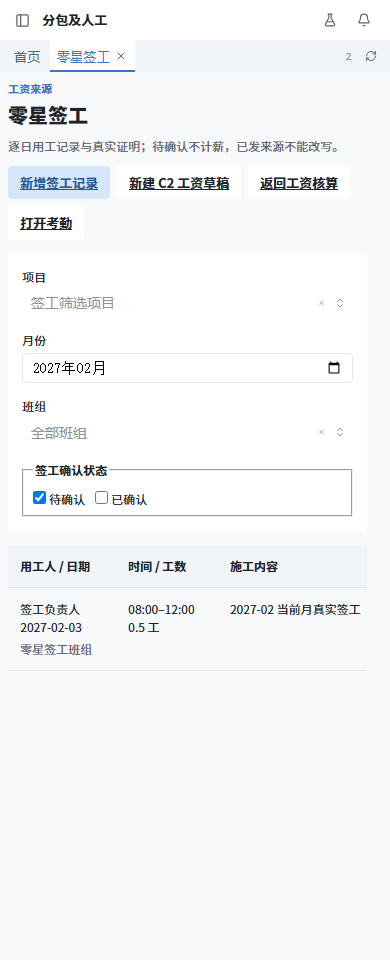 分包及人工
首页 零星签工 2
工资来源
零星签工
逐日用工记录与真实证明；待确认不计薪，已发来源不能改写。
新增签工记录 新建 C2 工资草稿 返回工资核算
打开考勤
项目
签工筛选项目
月份
2027年02月
班组
全部班组
签工确认状态
待确认 已确认
用工人 / 日期 时间 / 工数 施工内容
签工负责人 08:00–12:00 2027-02 当前月真实签工
2027-02-03 0.5 工
零星签工班组